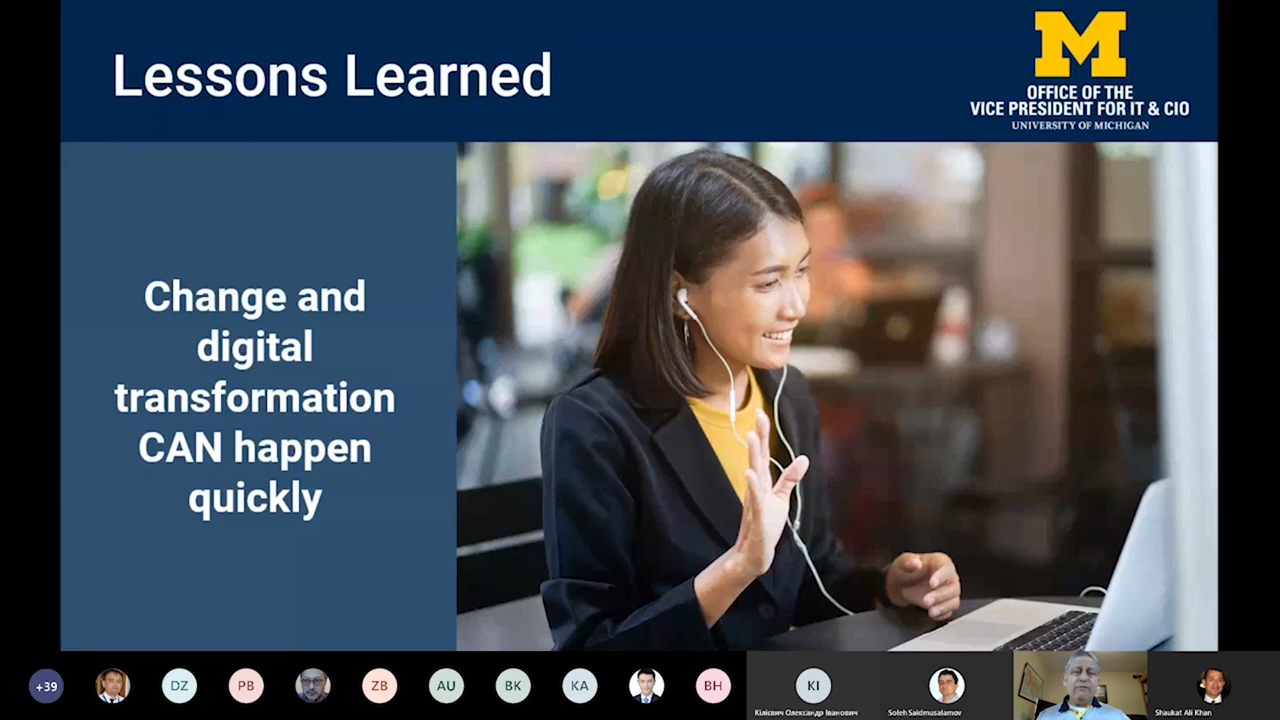 Lessons Learned
M
OFFICE OF THE
VICE PRESIDENT FOR IT & CIO
UNIVERSITY OF MICHIGAN
Change and
digital
transformation
CAN happen
quickly
+39
DZ
PB
ZB
AU
BK
KA
BH
KI
Кілієвич Олександр Іванович
Soleh.Saidmusalamov
Shaukat Ali Khan